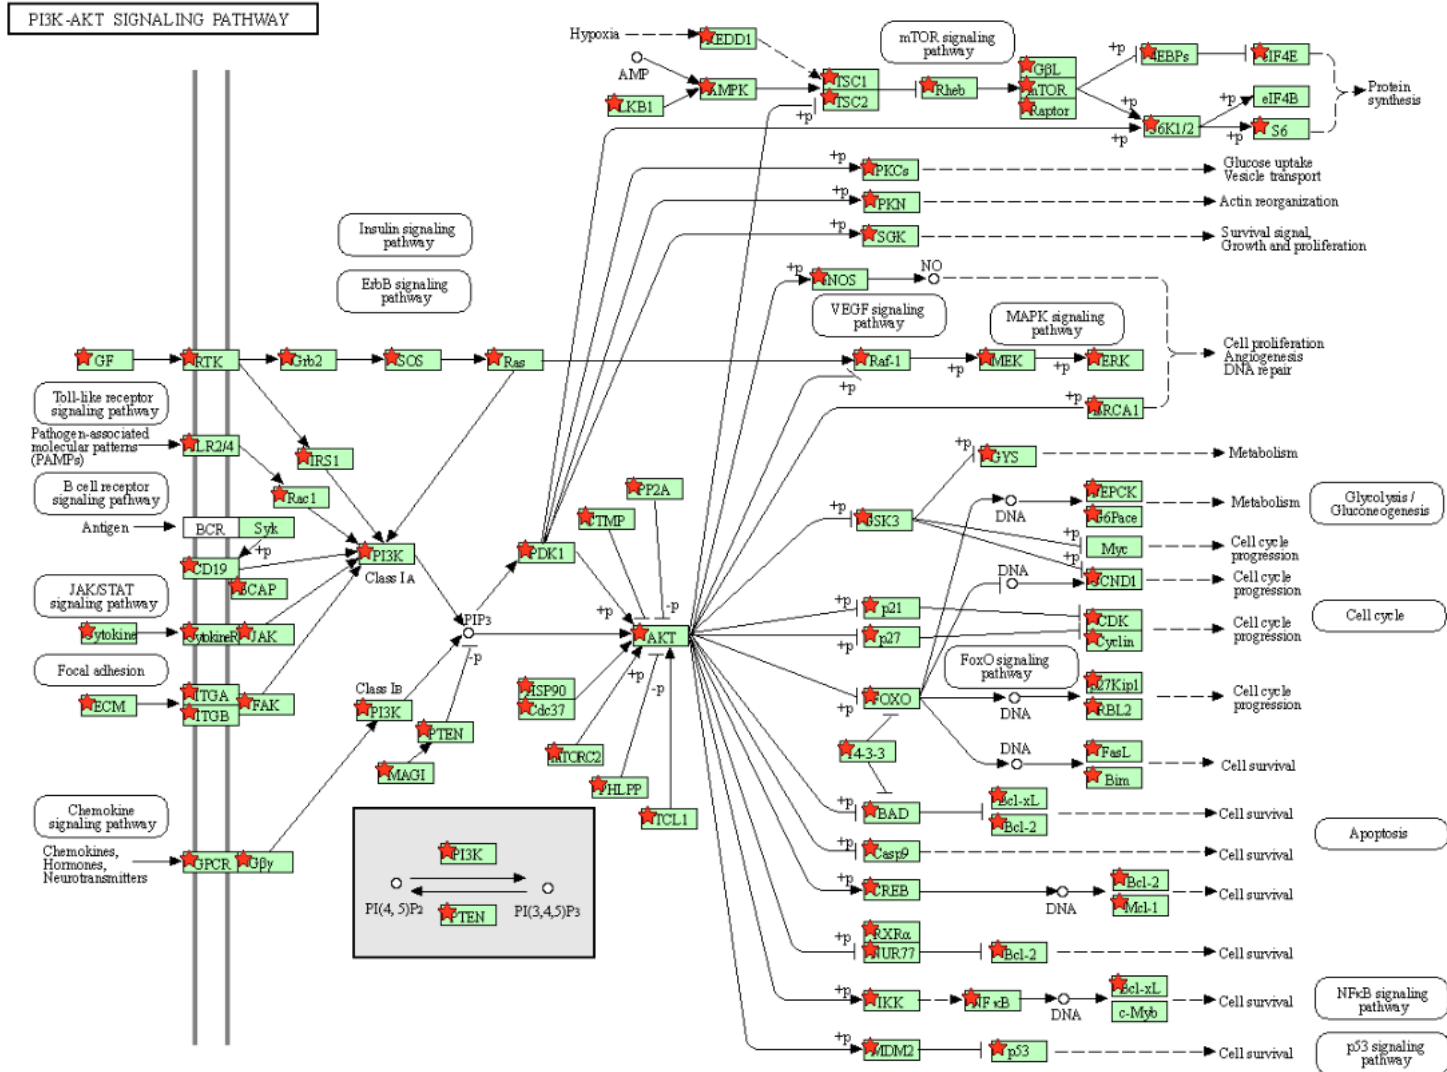 PI3K-AKT SIGNALING PATHWAY
Hypoxia
REDD1
mTOR signaling
pathway
AMP
LKB1
AMPK
TSC1
TSC2
+p
Rheb
GβL
mTOR
Raptor
+p
4EBPs
eIF4E
+p
S6K1/2
+p
+p
eIF4B
+p
S6
Protein
synthesis
+p
PKCs
Glucose uptake
Vesicle transport
+p
PKN
Actin reorganization
+p
SGK
Survival signal,
Growth and proliferation
Insulin signaling
pathway
ErbB signaling
pathway
+p
eNOS
NO
VEGF signaling
pathway
MAPK signaling
pathway
GF
RTK
Grb2
SOS
Ras
Raf-1
+p
MEK
+p
ERK
+p
Cell proliferation
Angiogenesis
DNA repair
+p
BRCA1
Toll-like receptor
signaling pathway
Pathogen-associated
molecular patterns
(PAMPs)
TLR2/4
IRS1
Rac1
B cell receptor
signaling pathway
Antigen
BCR
Syk
+p
CD19
BCAP
PI3K
Class IA
JAK/STAT
signaling pathway
Cytokine
CytokineR
JAK
Focal adhesion
ECM
ITGA
ITGB
FAK
PIP3
-p
Class IB
PI3K
PTEN
MAGI
Chemokine
signaling pathway
Chemokines,
Hormones,
Neurotransmitters
GPCR
Gβγ
PI3K
PI(4, 5)P2
PI(3,4,5)P3
PTEN
PDK1
CTMP
PP2A
+p
-p
AKT
HSP90
Cdc37
+p
-p
mTORC2
PHLPP
TCL1
+p
GYS
Metabolism
+p
GSK3
DNA
PEPCK
G6Pace
Metabolism
Glycolysis /
Gluconeogenesis
+p
Myc
Cell cycle
progression
+p
DNA
CCND1
Cell cycle
progression
+p
p21
+p
p27
CDK
Cyclin
Cell cycle
progression
Cell cycle
FoxO signaling
pathway
+p
FOXO
DNA
p27Kip1
RBL2
Cell cycle
progression
14-3-3
DNA
FasL
Bim
Cell survival
+p
BAD
Bcl-xL
Bcl-2
Cell survival
Apoptosis
+p
Casp9
Cell survival
+p
CREB
DNA
Bcl-2
Mcl-1
Cell survival
+p
RXRα
NUR77
Bcl-2
Cell survival
+p
IKK
NFκB
DNA
Bcl-xL
c-Myb
Cell survival
NFκB signaling
pathway
+p
MDM2
p53
Cell survival
p53 signaling
pathway